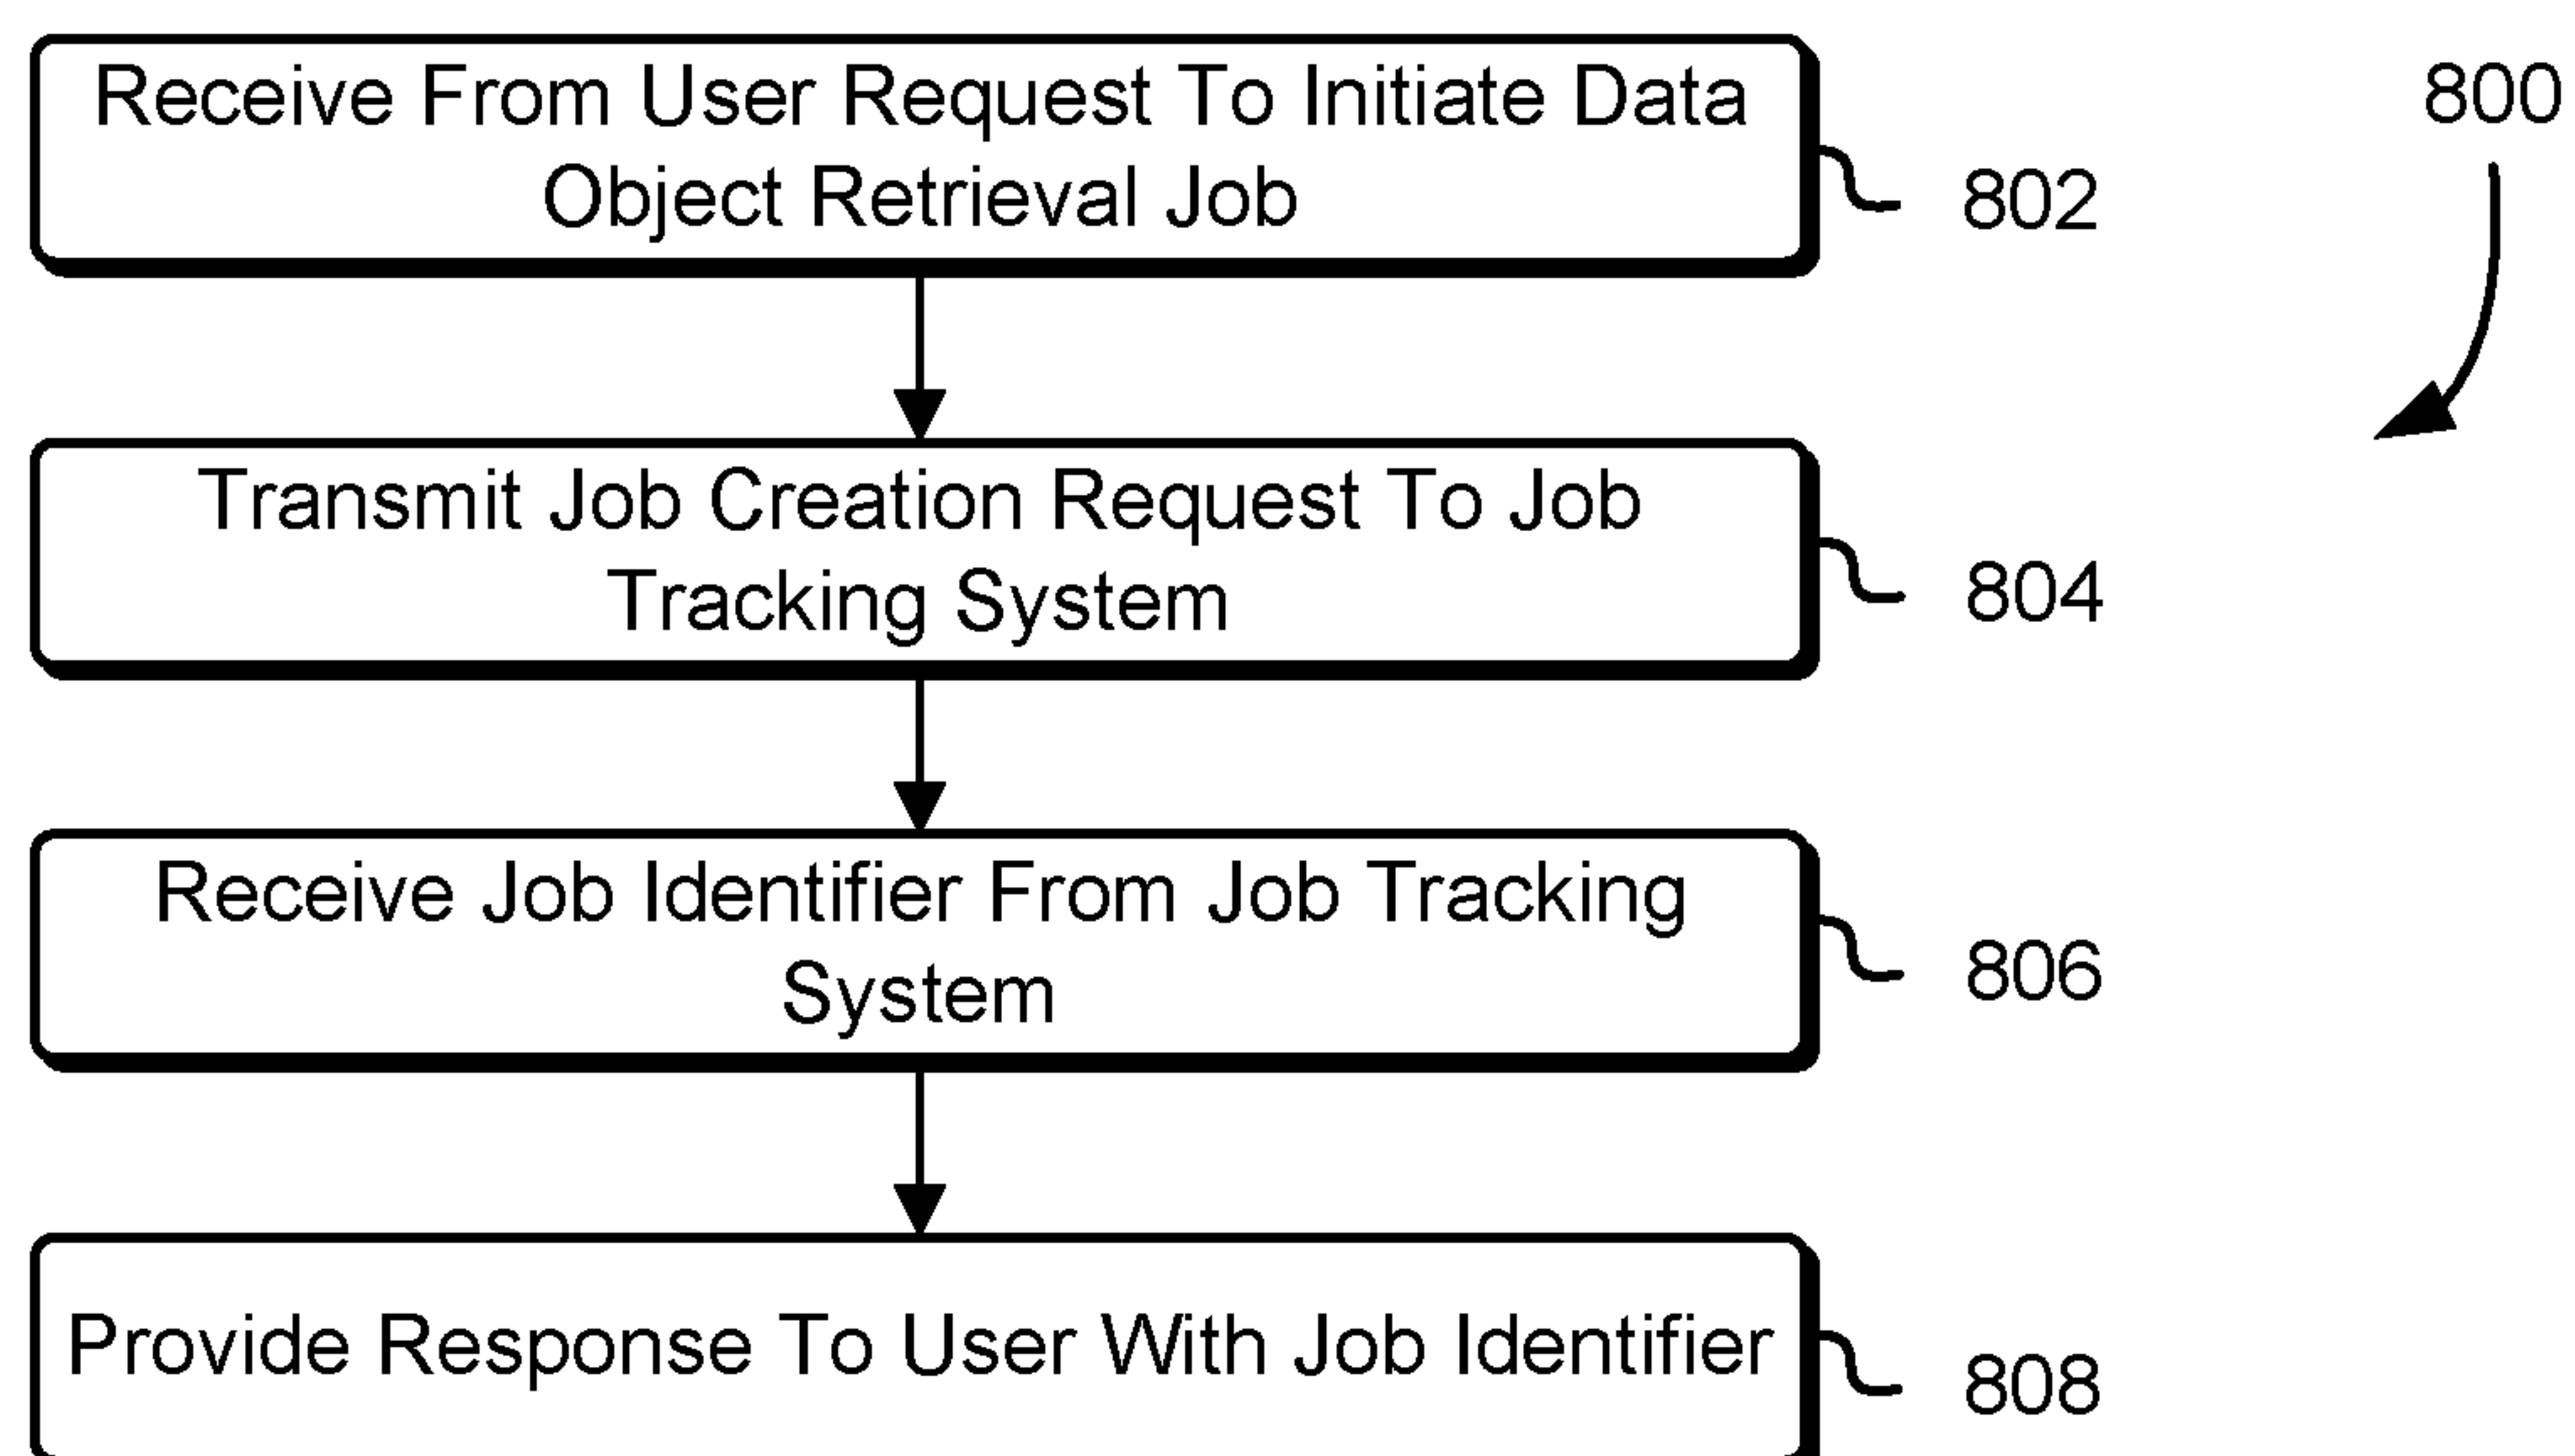 Receive From User Request To Initiate Data
Object Retrieval Job
800
802
Transmit Job Creation Request To Job
Tracking System
804
Receive Job Identifier From Job Tracking
System
806
Provide Response To User With Job Identifier
808